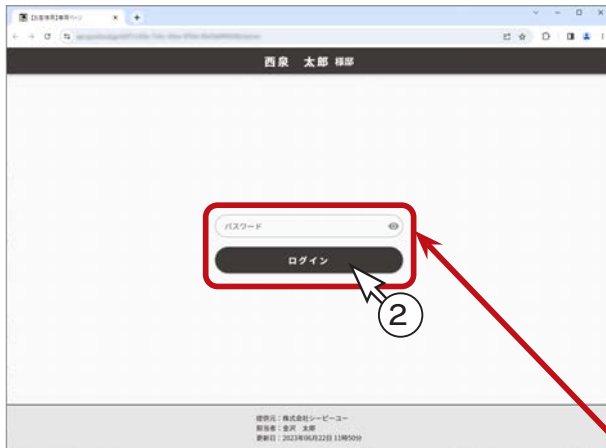 【お客様用】専用ページ
西泉 太郎 様邸
パスワード
ログイン
②
提供元：株式会社シーピーユー
担当者：金沢 太郎
更新日：2023年06月22日 11時50分